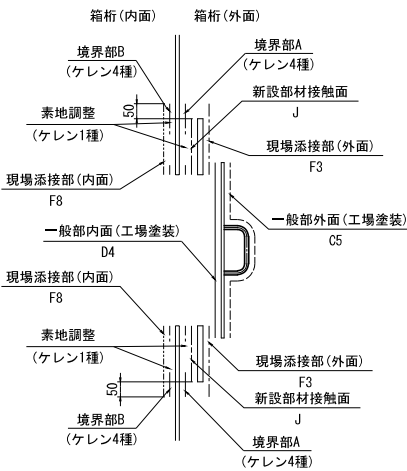 箱桁(内面)
箱桁(外面)
境界部B
(ケレン4種)
境界部A
(ケレン4種)
50
素地調整
(ケレン1種)
新設部材接触面
J
現場添接部(外面)
F3
現場添接部(内面)
F8
一般部外面(工場塗装)
C5
一般部内面(工場塗装)
D4
現場添接部(内面)
F8
素地調整
(ケレン1種)
現場添接部(外面)
F3
50
新設部材接触面
J
境界部B
(ケレン4種)
境界部A
(ケレン4種)